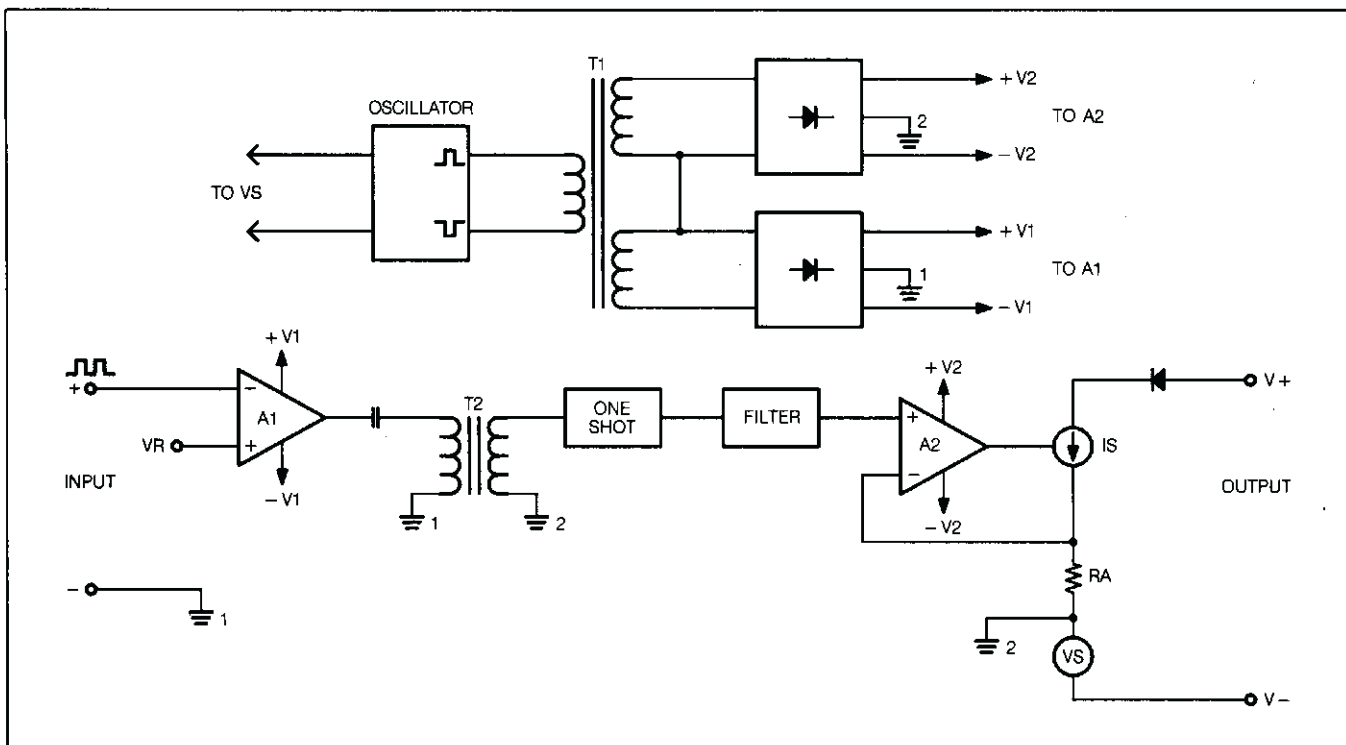 T1
OSCILLATOR
+ V2
2
TO A2
- V2
TO VS
+ V1
1
TO A1
- V1
+ V1
+
-
A1
T2
ONE
SHOT
FILTER
+ V2
+
A2
-
V+
IS
VR
+
INPUT
- V1
1
2
- V2
OUTPUT
RA
-
1
2
VS
V-